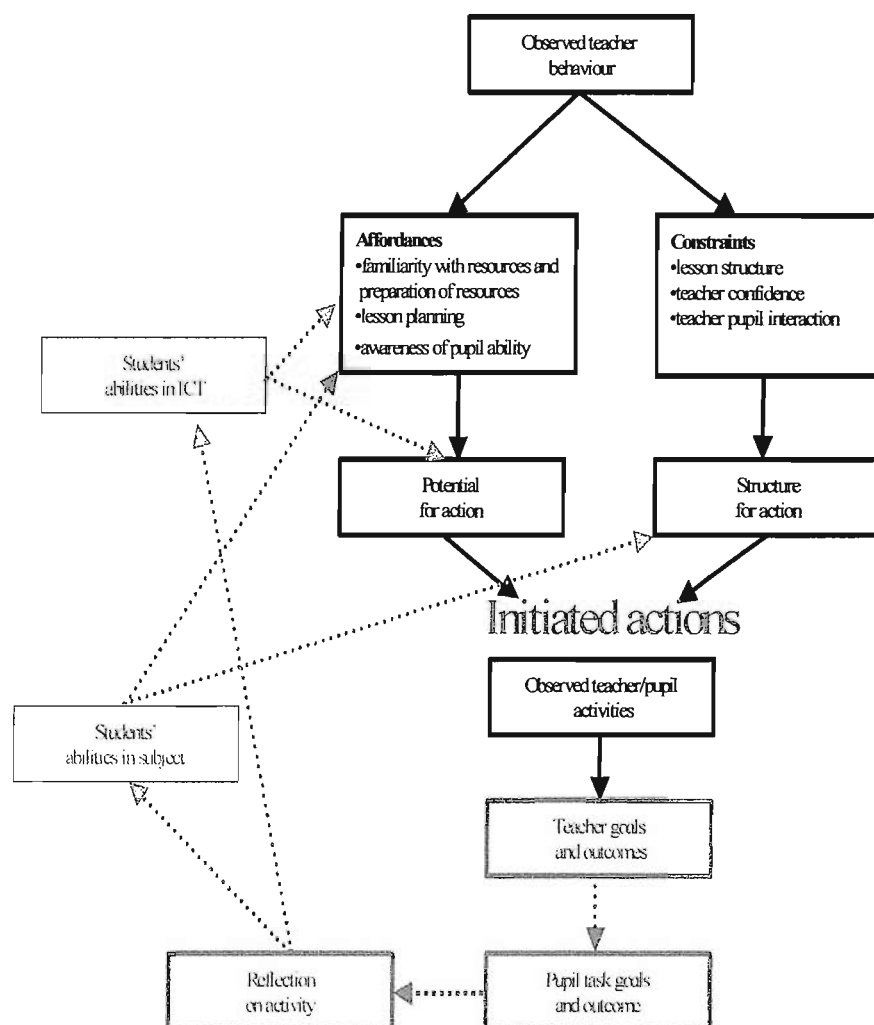 Observed teacher
behaviour
Affordances
•familiarity with resources and
preparation of resources
•lesson planning
•awareness of pupil ability
Constraints
•lesson structure
•teacher confidence
•teacher pupil interaction
Students'
abilities in ICT
Potential
for action
Structure
for action
Initiated actions
Observed teacher/pupil
activities
Students'
abilities in subject
Teacher goals
and outcomes
Reflection
on activity
Pupil task goals
and outcome